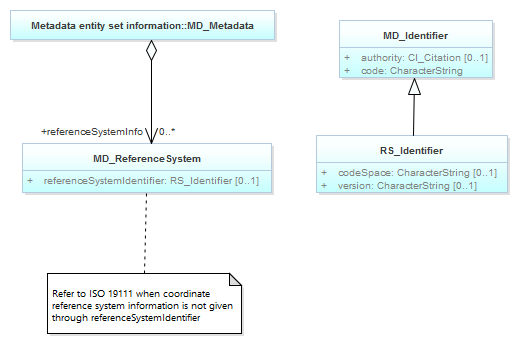 Metadata entity set information::MD_Metadata
+referenceSystemInfo 0..*
MD_ReferenceSystem
+ referenceSystemIdentifier: RS_Identifier [0..1]
Refer to ISO 19111 when coordinate
reference system information is not given
through referenceSystemIdentifier
MD_Identifier
+ authority: CI_Citation [0..1]
+ code: CharacterString
RS_Identifier
+ codeSpace: CharacterString [0..1]
+ version: CharacterString [0..1]